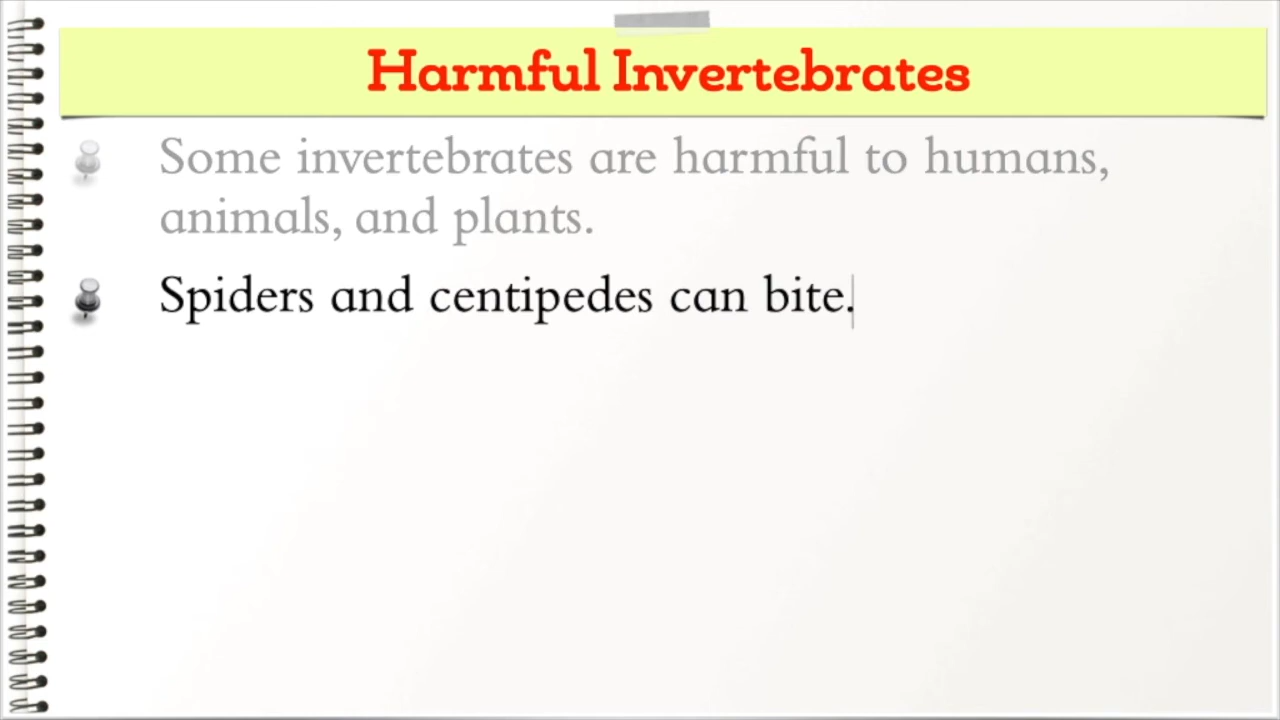 Harmful Invertebrates
Some invertebrates are harmful to humans,
animals, and plants.
Spiders and centipedes can bite.